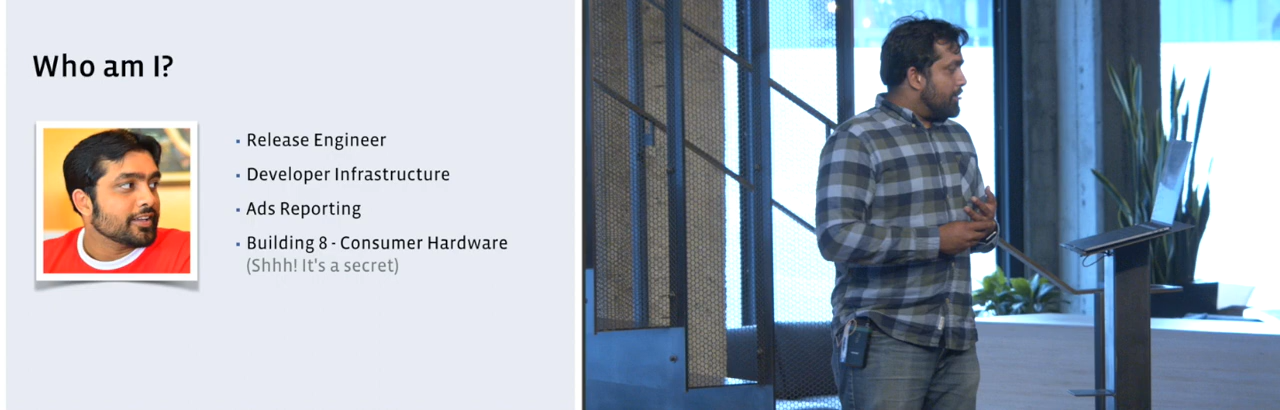 Who am I?
Release Engineer
Developer Infrastructure
Ads Reporting
Building 8 - Consumer Hardware
(Shhh! It's a secret)